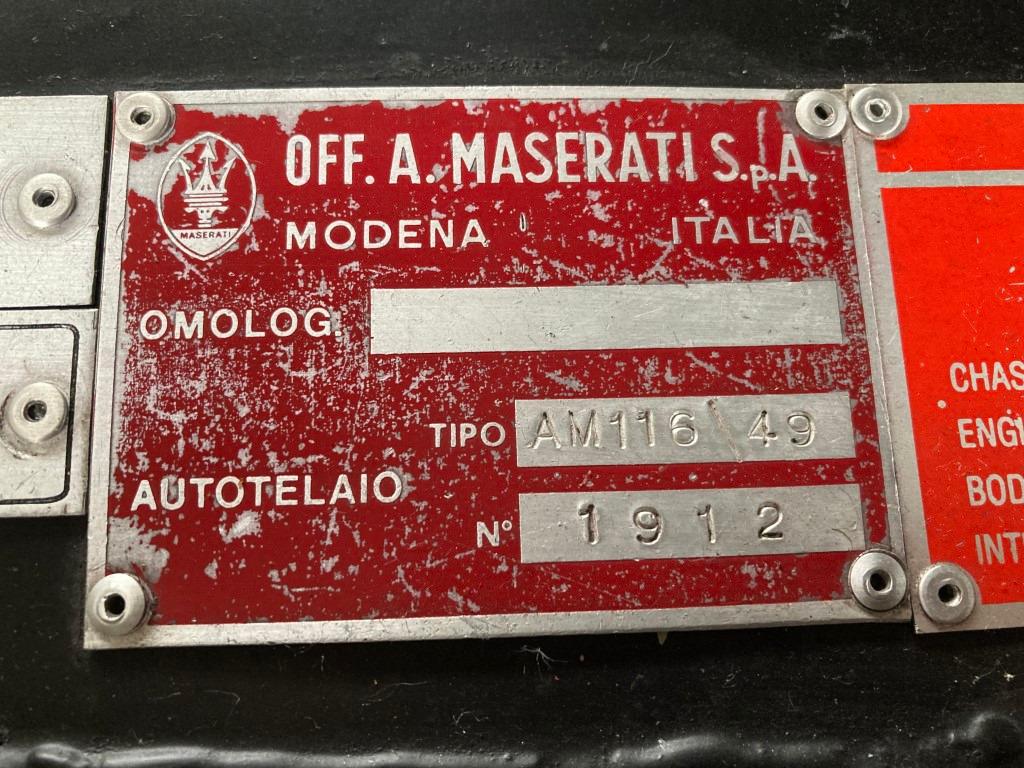 MASERATI
OFF. A. MASERATI S.p.A.
MODENA ITALIA
OMOLOG.
TIPO AM116\49
AUTOTELAIO
N° 1912